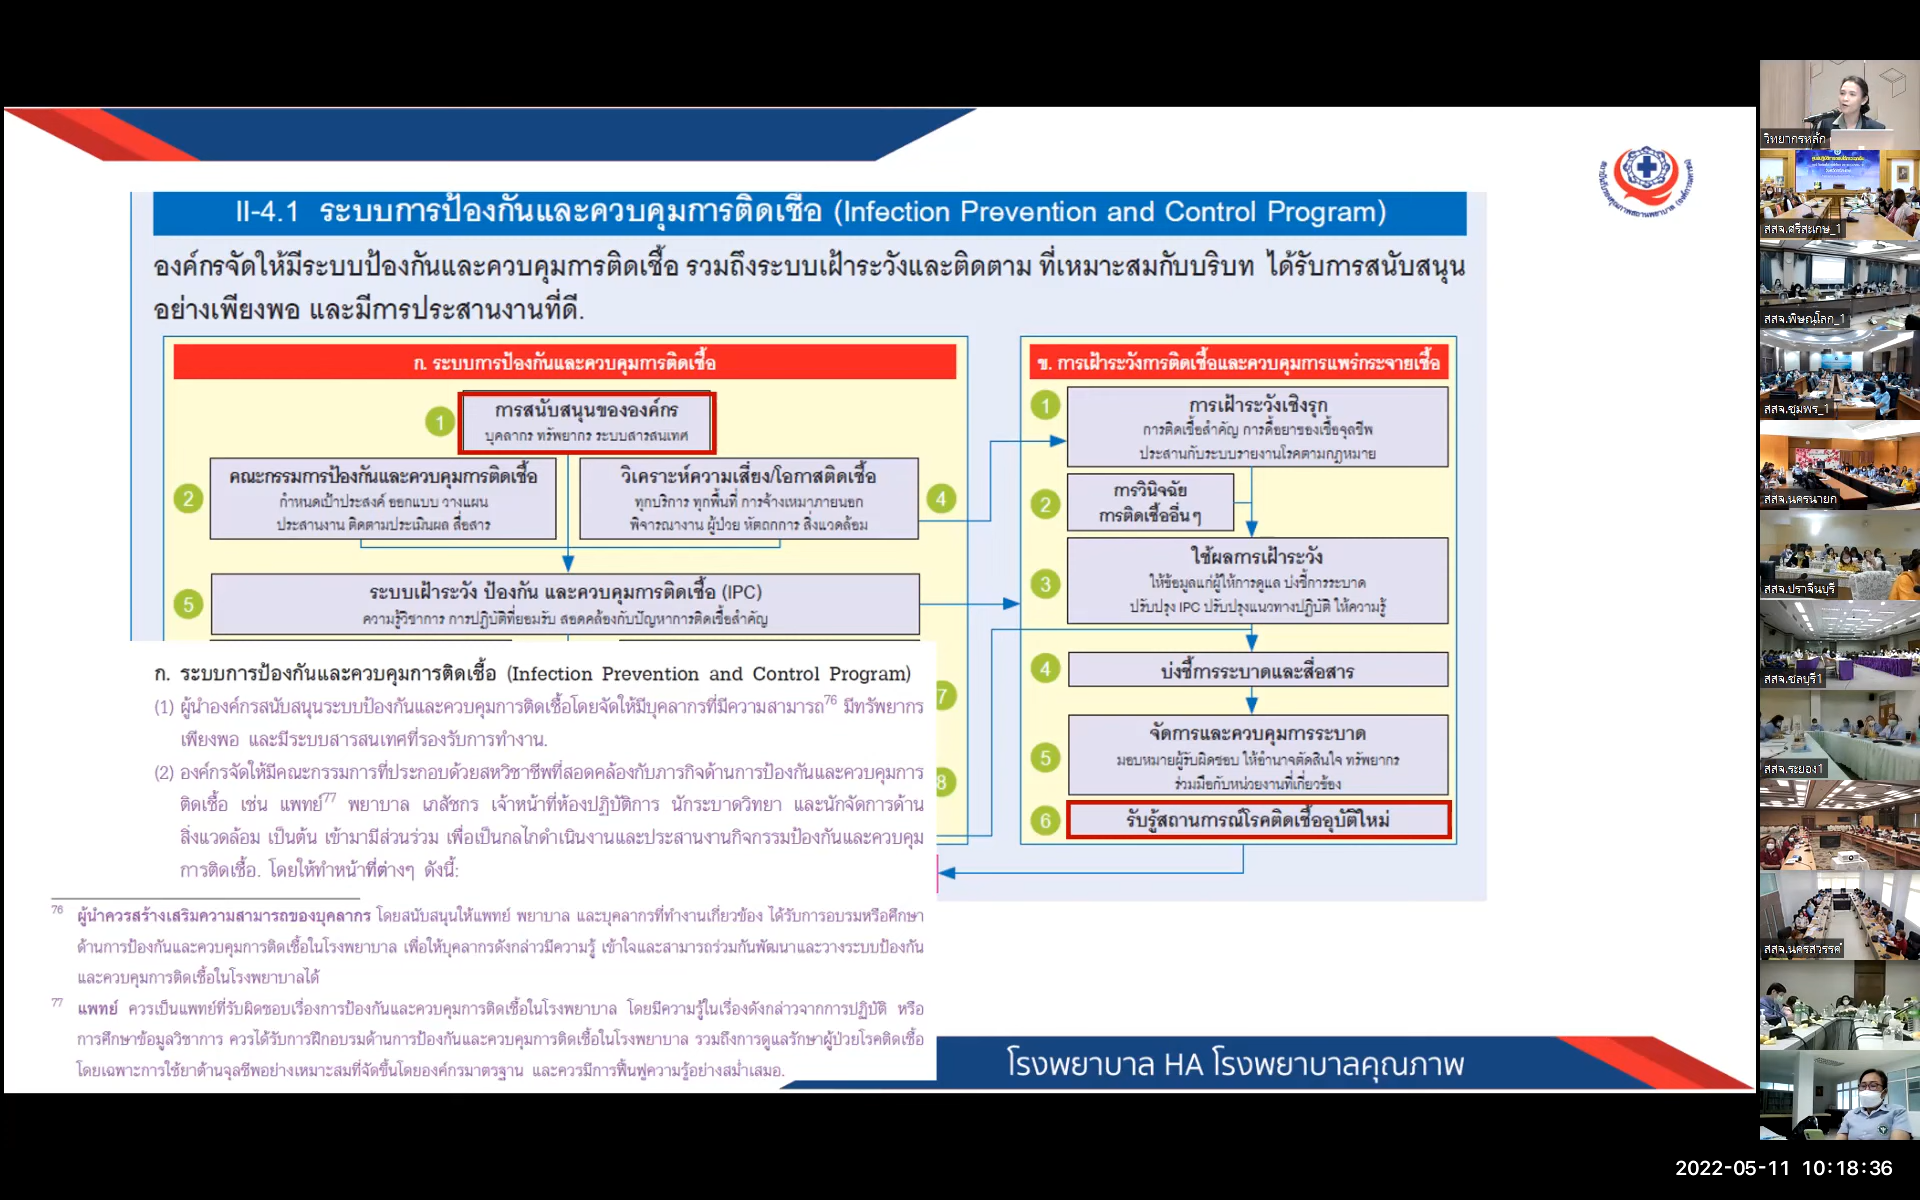 II-4.1 ระบบการป้องกันและควบคุมการติดเชื้อ (Infection Prevention and Control Program)
องค์กรจัดให้มีระบบป้องกันและควบคุมการติดเชื้อ รวมถึงระบบเฝ้าระวังและติดตาม ที่เหมาะสมกับบริบท ได้รับการสนับสนุน
อย่างเพียงพอ และมีการประสานงานที่ดี.
ก. ระบบการป้องกันและควบคุมการติดเชื้อ
1
การสนับสนุนขององค์กร
บุคลากร ทรัพยากร ระบบสารสนเทศ
2
คณะกรรมการป้องกันและควบคุมการติดเชื้อ
กำหนดเป้าประสงค์ ออกแบบ วางแผน
ประสานงาน ติดตามประเมินผล สื่อสาร
วิเคราะห์ความเสี่ยง/โอกาสติดเชื้อ
ทุกบริการ ทุกพื้นที่ การจ้างเหมาภายนอก
พิจารณางาน ผู้ป่วย หัตถการ สิ่งแวดล้อม
4
5
ระบบเฝ้าระวัง ป้องกัน และควบคุมการติดเชื้อ (IPC)
ความรู้วิชาการ การปฏิบัติที่ยอมรับ สอดคล้องกับปัญหาการติดเชื้อสำคัญ
7
8
ข. การเฝ้าระวังการติดเชื้อและควบคุมการแพร่กระจายเชื้อ
1
การเฝ้าระวังเชิงรุก
การติดเชื้อสำคัญ การดื้อยาของเชื้อจุลชีพ
ประสานกับระบบรายงานโรคตามกฎหมาย
2
การวินิจฉัย
การติดเชื้ออื่นๆ
3
ใช้ผลการเฝ้าระวัง
ให้ข้อมูลแก่ผู้ให้การดูแล บ่งชี้การระบาด
ปรับปรุง IPC ปรับปรุงแนวทางปฏิบัติ ให้ความรู้
4
บ่งชี้การระบาดและสื่อสาร
5
จัดการและควบคุมการระบาด
มอบหมายผู้รับผิดชอบ ให้อำนาจตัดสินใจ ทรัพยากร
ร่วมมือกับหน่วยงานที่เกี่ยวข้อง
6
รับรู้สถานการณ์โรคติดเชื้ออุบัติใหม่
ก. ระบบการป้องกันและควบคุมการติดเชื้อ (Infection Prevention and Control Program)
(1) ผู้นำองค์กรสนับสนุนระบบป้องกันและควบคุมการติดเชื้อโดยจัดให้มีบุคลากรที่มีความสามารถ76 มีทรัพยากร
เพียงพอ และมีระบบสารสนเทศที่รองรับการทำงาน.
(2) องค์กรจัดให้มีคณะกรรมการที่ประกอบด้วยสหวิชาชีพที่สอดคล้องกับภารกิจด้านการป้องกันและควบคุมการ
ติดเชื้อ เช่น แพทย์77 พยาบาล เภสัชกร เจ้าหน้าที่ห้องปฏิบัติการ นักระบาดวิทยา และนักจัดการด้าน
สิ่งแวดล้อม เป็นต้น เข้ามามีส่วนร่วม เพื่อเป็นกลไกดำเนินงานและประสานงานกิจกรรมป้องกันและควบคุม
การติดเชื้อ. โดยให้ทำหน้าที่ต่างๆ ดังนี้:
76 ผู้นำควรสร้างเสริมความสามารถของบุคลากร โดยสนับสนุนให้แพทย์ พยาบาล และบุคลากรที่ทำงานเกี่ยวข้อง ได้รับการอบรมหรือศึกษา
ด้านการป้องกันและควบคุมการติดเชื้อในโรงพยาบาล เพื่อให้บุคลากรดังกล่าวมีความรู้ เข้าใจและสามารถร่วมกันพัฒนาและวางระบบป้องกัน
และควบคุมการติดเชื้อในโรงพยาบาลได้
77 แพทย์ ควรเป็นแพทย์ที่รับผิดชอบเรื่องการป้องกันและควบคุมการติดเชื้อในโรงพยาบาล โดยมีความรู้ในเรื่องดังกล่าวจากการปฏิบัติ หรือ
การศึกษาข้อมูลวิชาการ ควรได้รับการฝึกอบรมด้านการป้องกันและควบคุมการติดเชื้อในโรงพยาบาล รวมถึงการดูแลรักษาผู้ป่วยโรคติดเชื้อ
โดยเฉพาะการใช้ยาต้านจุลชีพอย่างเหมาะสมที่จัดขึ้นโดยองค์กรมาตรฐาน และควรมีการฟื้นฟูความรู้อย่างสม่ำเสมอ.
โรงพยาบาล HA โรงพยาบาลคุณภาพ
วิทยากรหลัก
สสจ.ศรีสะเกษ_1
สสจ.พิษณุโลก_1
สสจ.ชุมพร_1
สสจ.นครนายก
สสจ.ปราจีนบุรี
สสจ.ชลบุรี1
สสจ.ระยอง1
สสจ.นครสวรรค์
2022-05-11 10:18:36